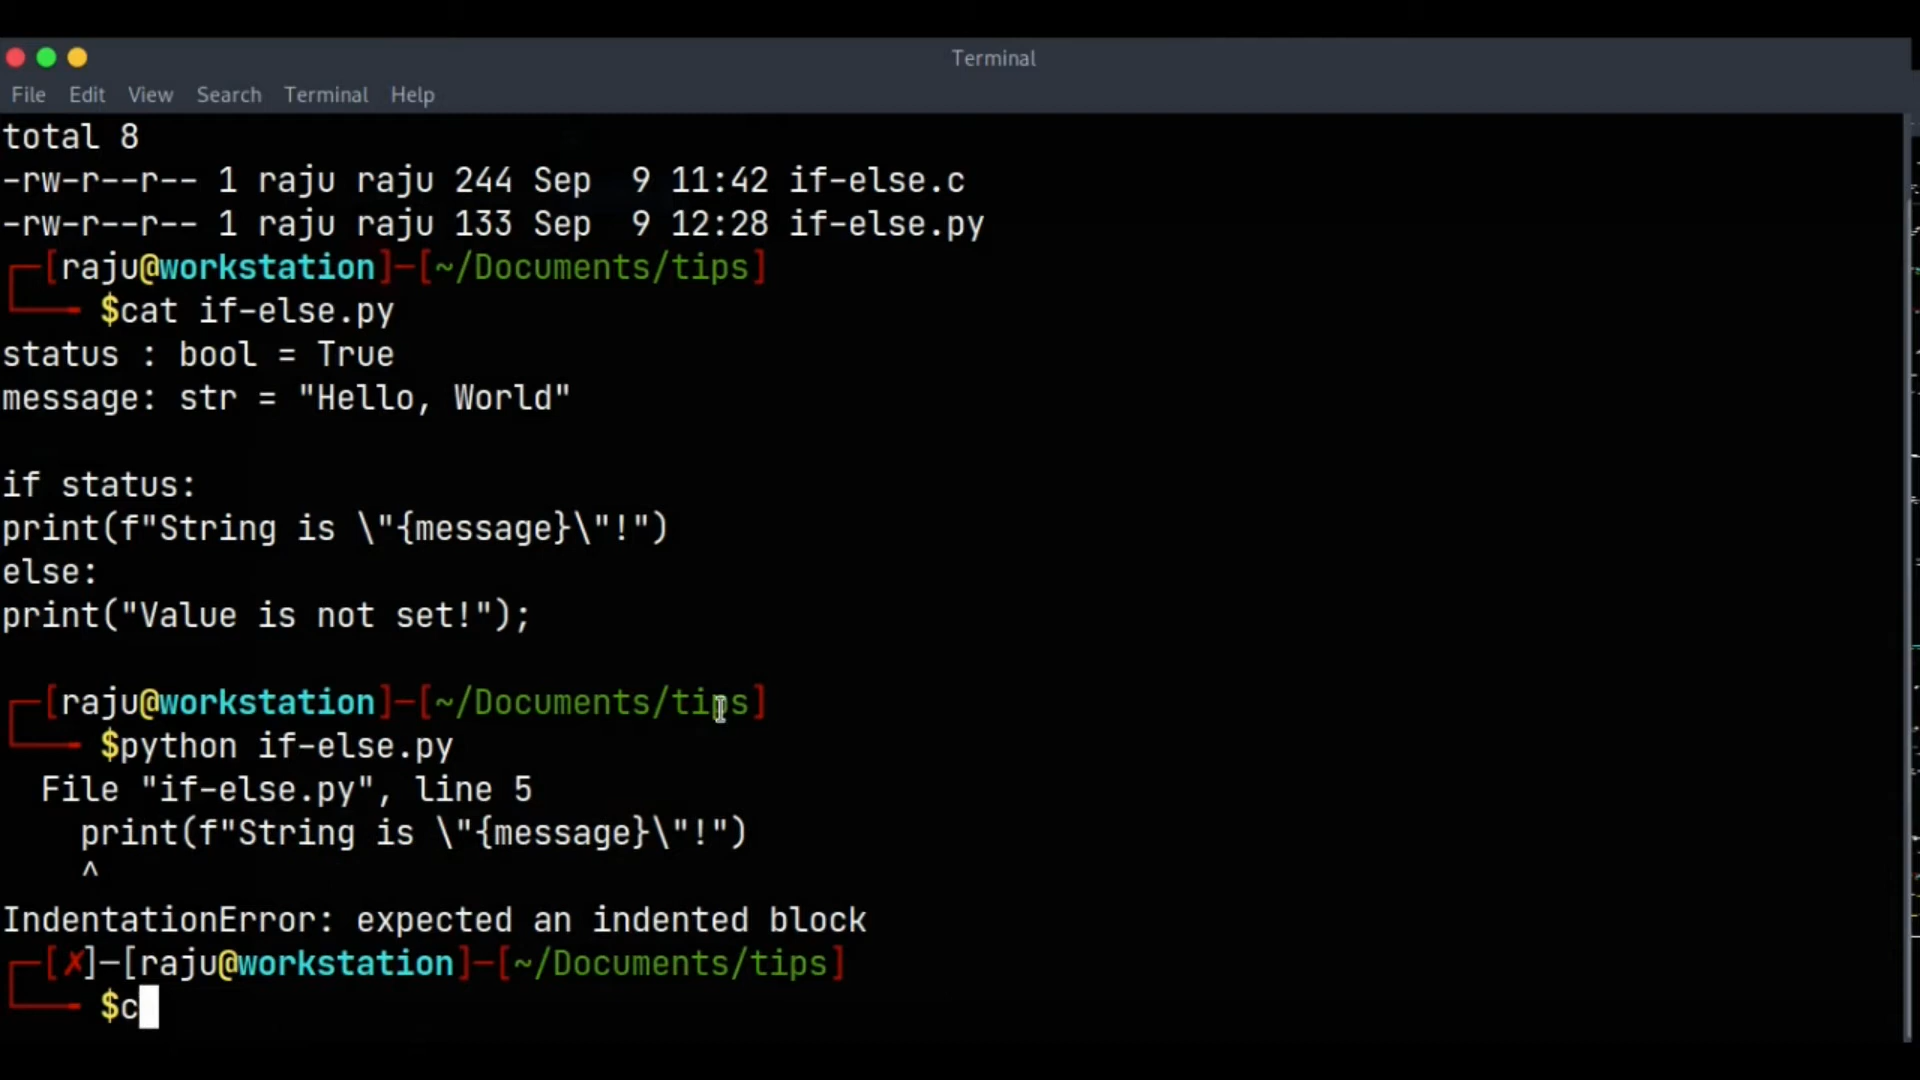 Terminal
File Edit View Search Terminal Help
total 8
-rw-r--r-- 1 raju raju 244 Sep  9 11:42 if-else.c
-rw-r--r-- 1 raju raju 133 Sep  9 12:28 if-else.py
┌─[raju@workstation]─[~/Documents/tips]
└──╼ $cat if-else.py
status : bool = True
message: str = "Hello, World"
if status:
print(f"String is \"{message}\"!")
else:
print("Value is not set!");
┌─[raju@workstation]─[~/Documents/tips]
└──╼ $python if-else.py
  File "if-else.py", line 5
    print(f"String is \"{message}\"!")
    ^
IndentationError: expected an indented block
┌─[✗]─[raju@workstation]─[~/Documents/tips]
└──╼ $c